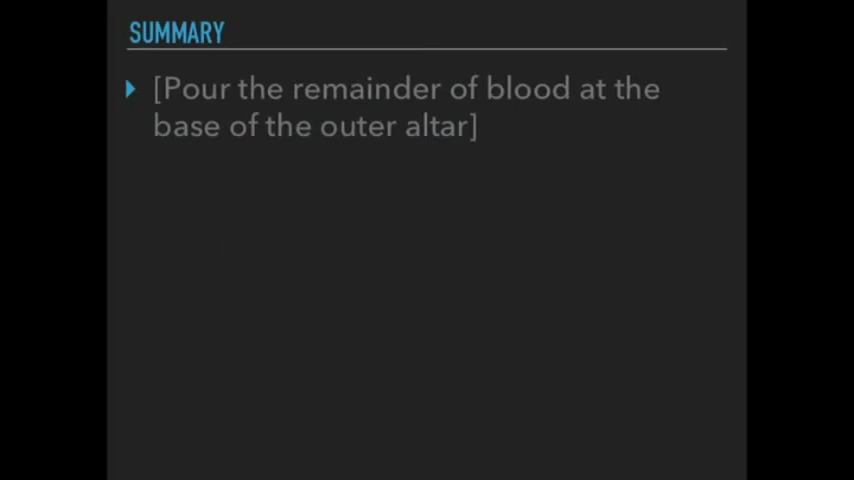 SUMMARY
[Pour the remainder of blood at the
base of the outer altar]